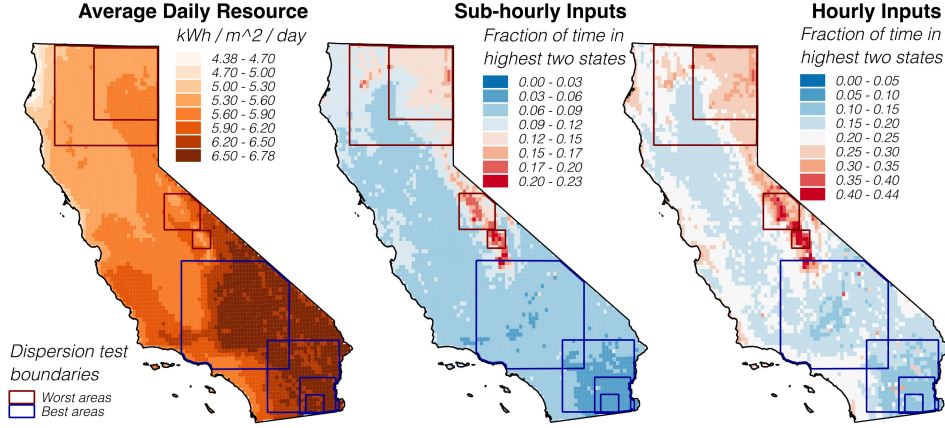 Average Daily Resource
kWh / m^2 / day
4.38 - 4.70
4.70 - 5.00
5.00 - 5.30
5.30 - 5.60
5.60 - 5.90
5.90 - 6.20
6.20 - 6.50
6.50 - 6.78
Sub-hourly Inputs
Fraction of time in
highest two states
0.00 - 0.03
0.03 - 0.06
0.06 - 0.09
0.09 - 0.12
0.12 - 0.15
0.15 - 0.17
0.17 - 0.20
0.20 - 0.23
Hourly Inputs
Fraction of time in
highest two states
0.00 - 0.05
0.05 - 0.10
0.10 - 0.15
0.15 - 0.20
0.20 - 0.25
0.25 - 0.30
0.30 - 0.35
0.35 - 0.40
0.40 - 0.44
Dispersion test
boundaries
Worst areas
Best areas